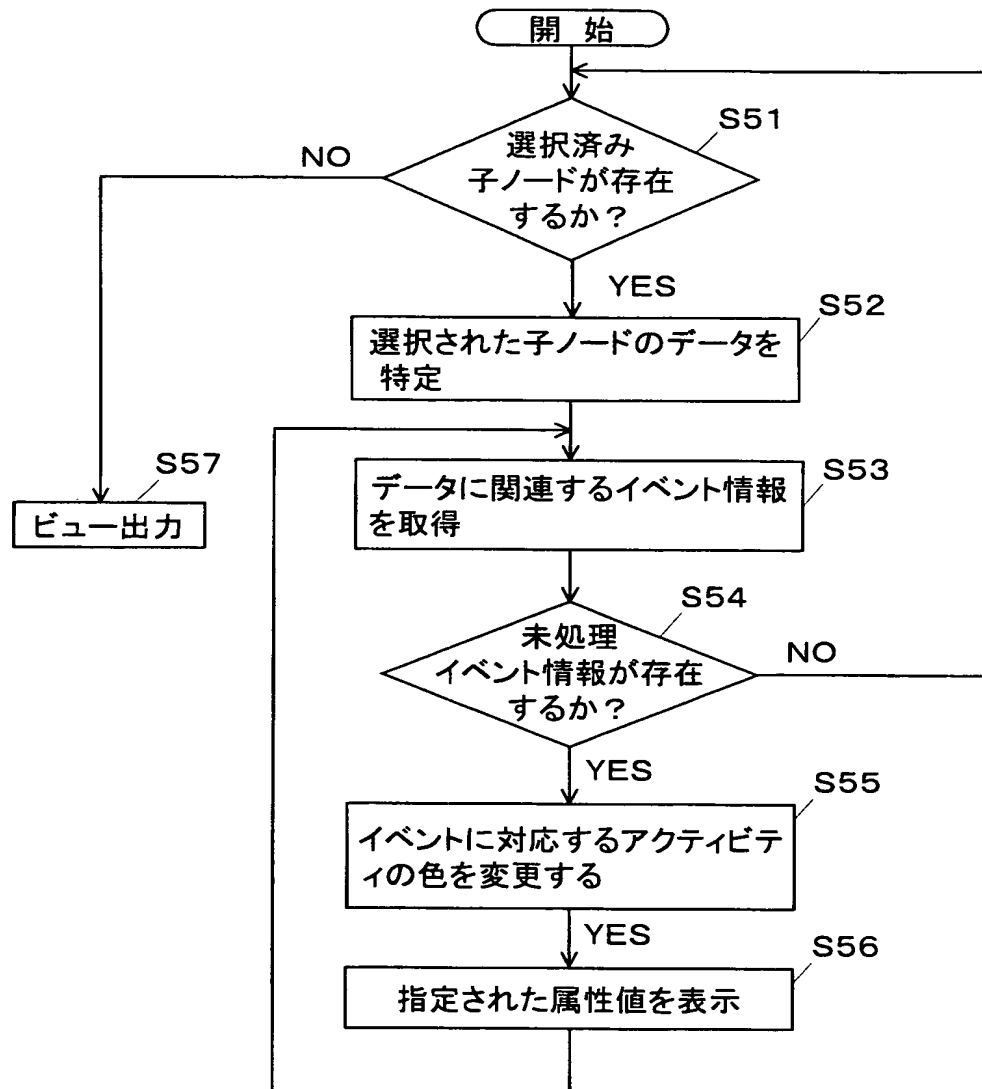 開 始
S51
選択済み
子ノードが存在
するか？
NO
YES
S52
選択された子ノードのデータを
特定
S57
ビュー出力
S53
データに関連するイベント情報
を取得
S54
未処理
イベント情報が存在
するか？
NO
YES
S55
イベントに対応するアクティビテ
ィの色を変更する
YES
S56
指定された属性値を表示